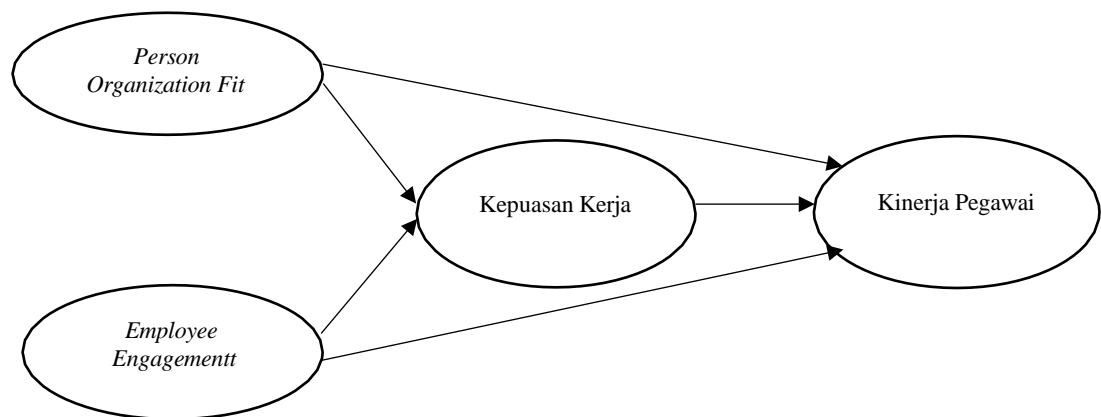 Person
Organization Fit
Kepuasan Kerja
Kinerja Pegawai
Employee
Engagementt